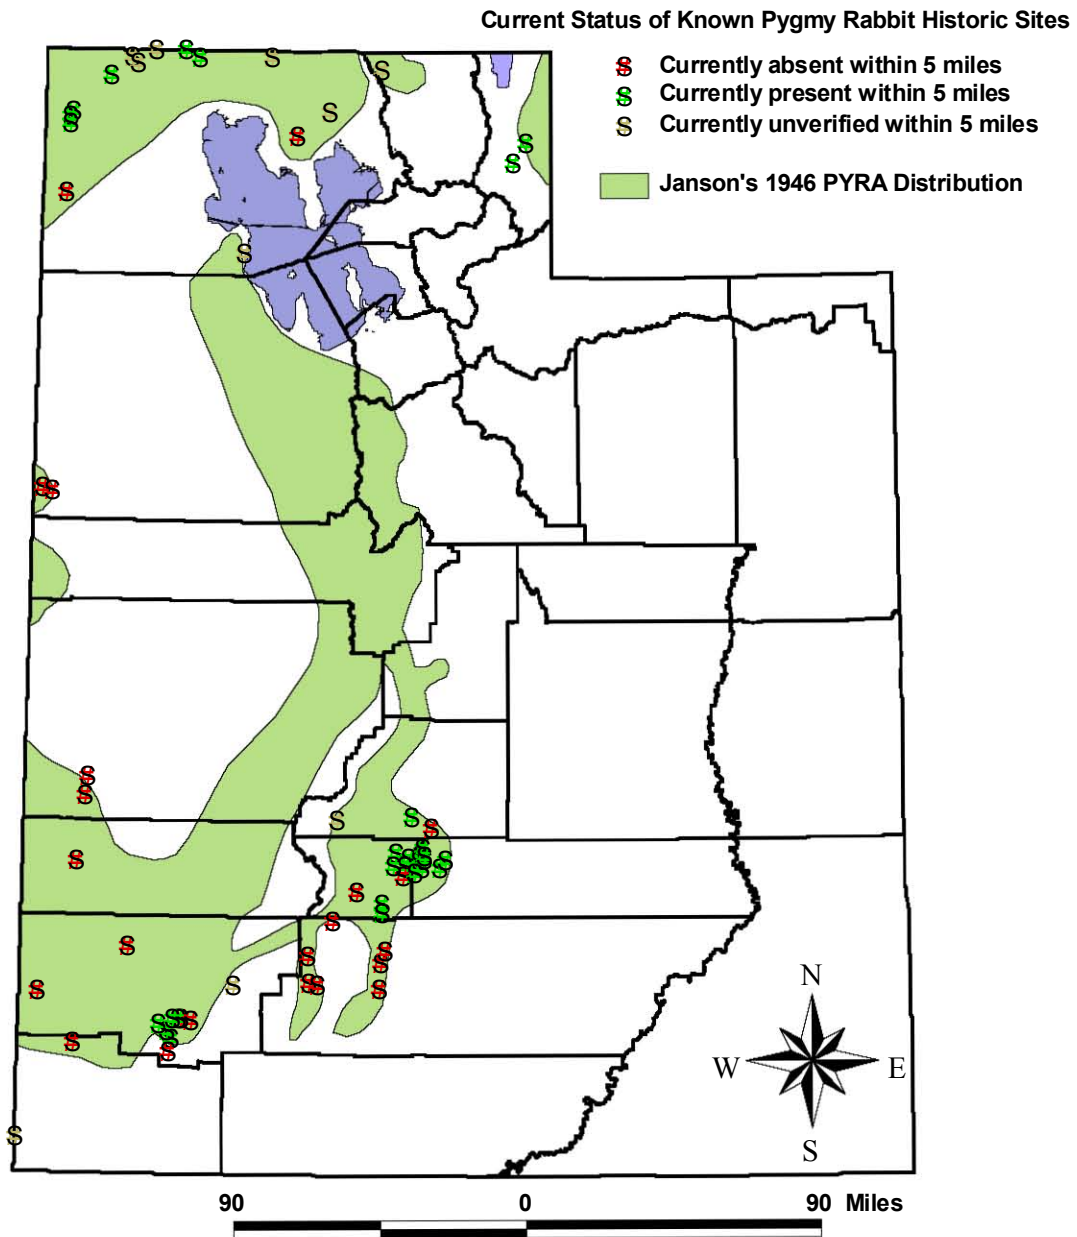 Current Status of Known Pygmy Rabbit Historic Sites
Currently absent within 5 miles
Currently present within 5 miles
Currently unverified within 5 miles
Janson's 1946 PYRA Distribution
N
W
E
S
90
0
90 Miles